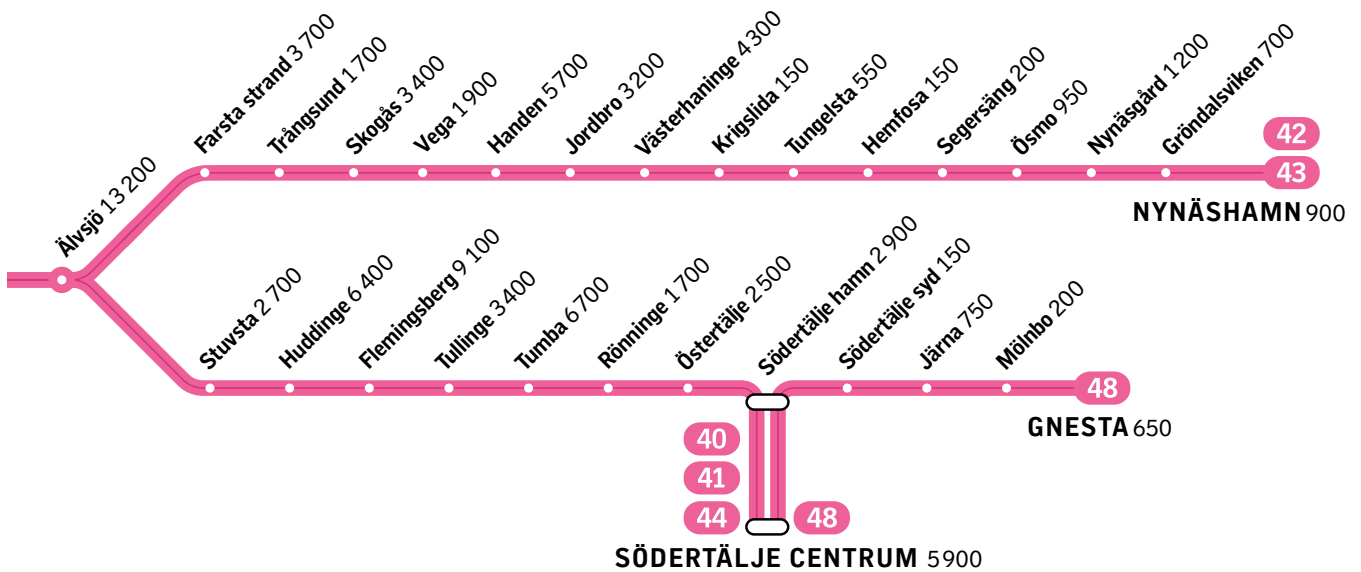 Älvsjö 13 200
Farsta strand 3 700
Trångsund 1 700
Skogås 3 400
Vega 1 900
Handen 5 700
Jordbro 3 200
Västerhaninge 4 300
Krigslida 150
Tungelsta 550
Hemfosa 150
Segersäng 200
Ösmo 950
Nynäsgård 1 200
Gröndalsviken 700
42
43
NYNÄSHAMN 900
Stuvsta 2 700
Huddinge 6 400
Flemingsberg 9 100
Tullinge 3 400
Tumba 6 700
Rönninge 1 700
Östertälje 2 500
Södertälje hamn 2 900
Södertälje syd 150
Järna 750
Mölnbo 200
48
GNESTA 650
40
41
44
48
SÖDERTÄLJE CENTRUM 5900